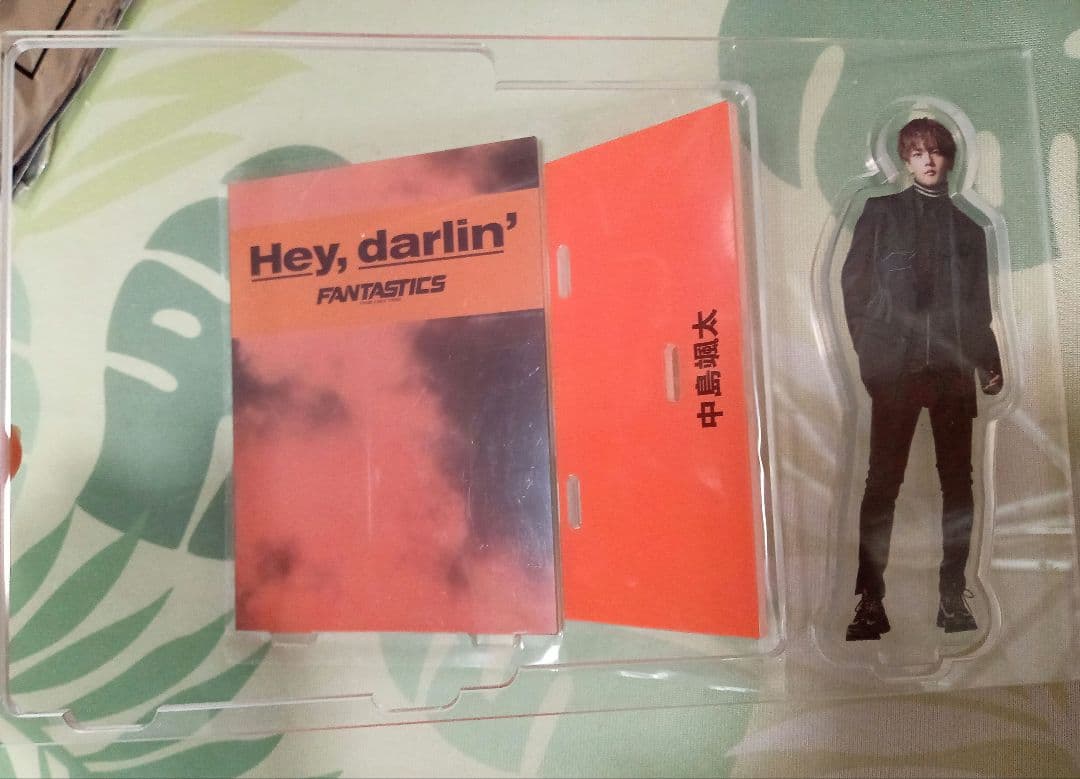 Hey, darlin’
FANTASTICS
中島颯太